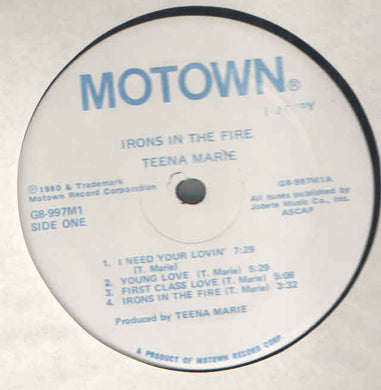 MOTOWN®
IRONS IN THE FIRE
TEENA MARIE
©1980 & Trademark
Motown Record Corporation
G8-997M1
SIDE ONE
G8-997M1A
All tunes published by
Jobete Music Co., Inc.
ASCAP
1. I NEED YOUR LOVIN' 7:29
(T. Marie)
2. YOUNG LOVE (T. Marie) 5:29
3. FIRST CLASS LOVE (T. Marie) 5:06
4. IRONS IN THE FIRE (T. Marie) 3:32
Produced by TEENA MARIE
A PRODUCT OF MOTOWN RECORD CORP.